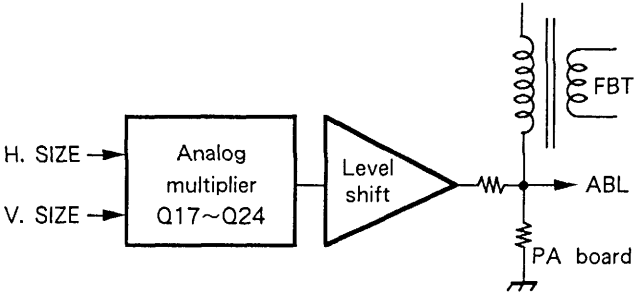 FBT
H. SIZE
V. SIZE
Analog
multiplier
Q17~Q24
Level
shift
ABL
PA board